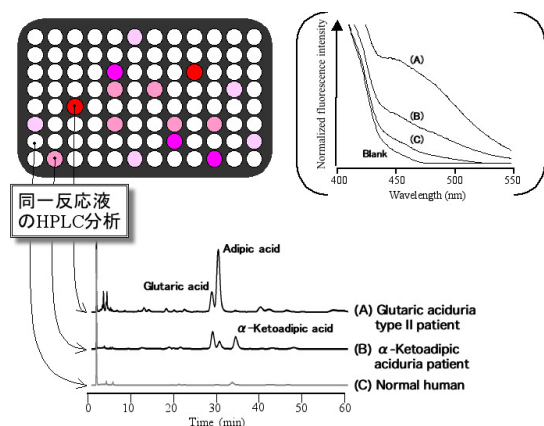 Normalized fluorescence intensity
(A)
(B)
(C)
Blank
400
450
500
550
Wavelength (nm)
同一反応液
のHPLC分析
Adipic acid
Glutaric acid
α-Ketoadipic acid
(A) Glutaric aciduria
type II patient
(B) α-Ketoadipic
aciduria patient
(C) Normal human
0
10
20
30
40
50
60
Time (min)